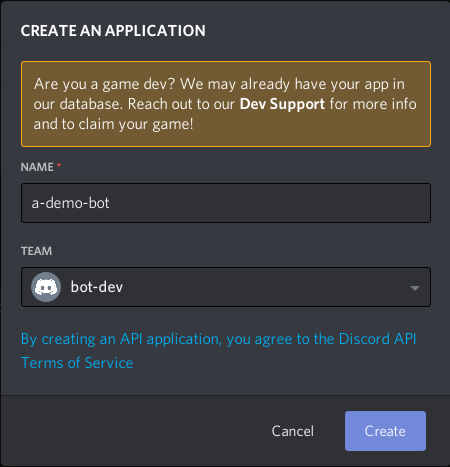 CREATE AN APPLICATION
Are you a game dev? We may already have your app in
our database. Reach out to our Dev Support for more info
and to claim your game!
NAME *
a-demo-bot
TEAM
bot-dev
By creating an API application, you agree to the Discord API
Terms of Service
Cancel
Create